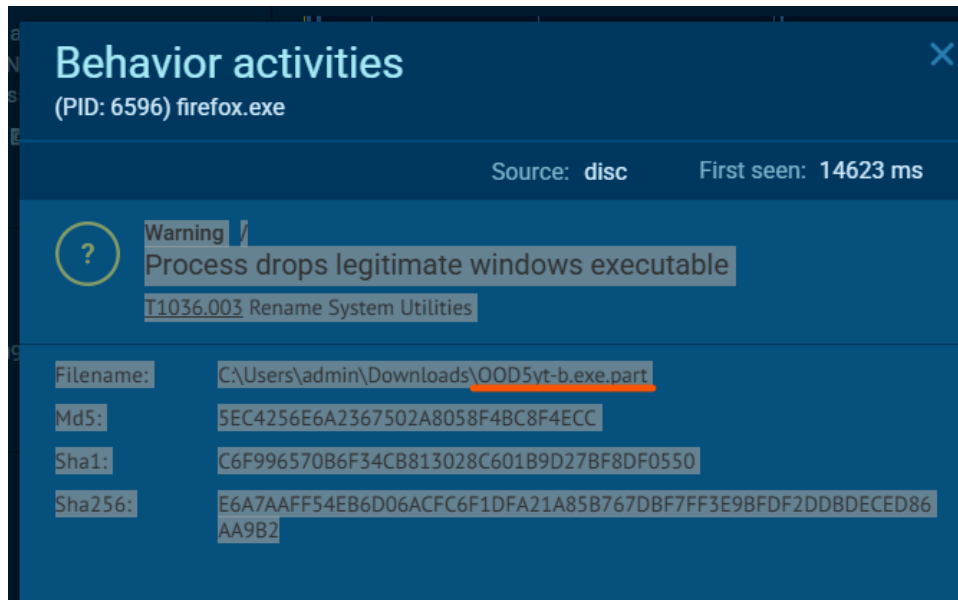 Behavior activities
(PID: 6596) firefox.exe
Source: disc First seen: 14623 ms
?
Warning /
Process drops legitimate windows executable
T1036.003 Rename System Utilities
Filename: C:\Users\admin\Downloads\OOD5yt-b.exe.part
Md5: 5EC4256E6A2367502A8058F4BC8F4ECC
Sha1: C6F996570B6F34CB813028C601B9D27BF8DF0550
Sha256: E6A7AAFF54EB6D06ACFC6F1DFA21A85B767DBF7FF3E9BFDF2DDBDECED86
AA9B2